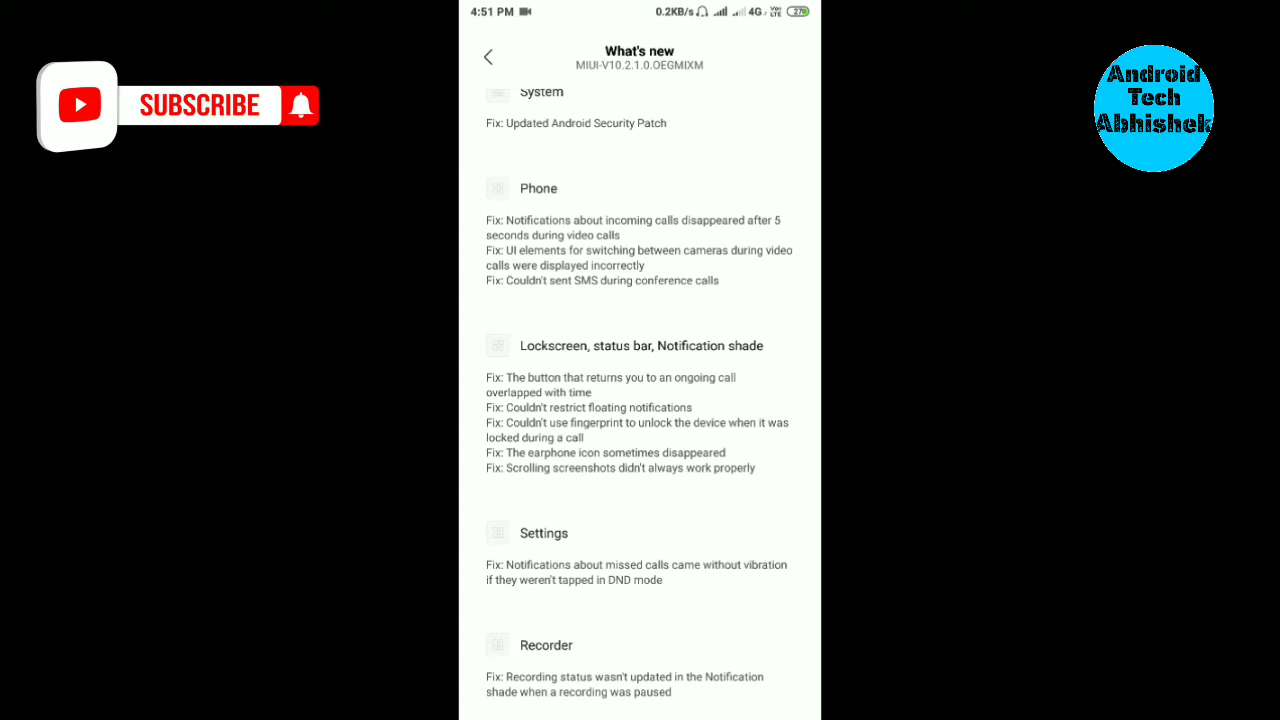 4:51 PM
0.2KB/s 4G Vo LTE 27
What's new
MIUI-V10.2.1.0.OEGMIXM
SUBSCRIBE
Android
Tech
Abhishek
System
Fix: Updated Android Security Patch
Phone
Fix: Notifications about incoming calls disappeared after 5
seconds during video calls
Fix: UI elements for switching between cameras during video
calls were displayed incorrectly
Fix: Couldn't sent SMS during conference calls
Lockscreen, status bar, Notification shade
Fix: The button that returns you to an ongoing call
overlapped with time
Fix: Couldn't restrict floating notifications
Fix: Couldn't use fingerprint to unlock the device when it was
locked during a call
Fix: The earphone icon sometimes disappeared
Fix: Scrolling screenshots didn't always work properly
Settings
Fix: Notifications about missed calls came without vibration
if they weren't tapped in DND mode
Recorder
Fix: Recording status wasn't updated in the Notification
shade when a recording was paused